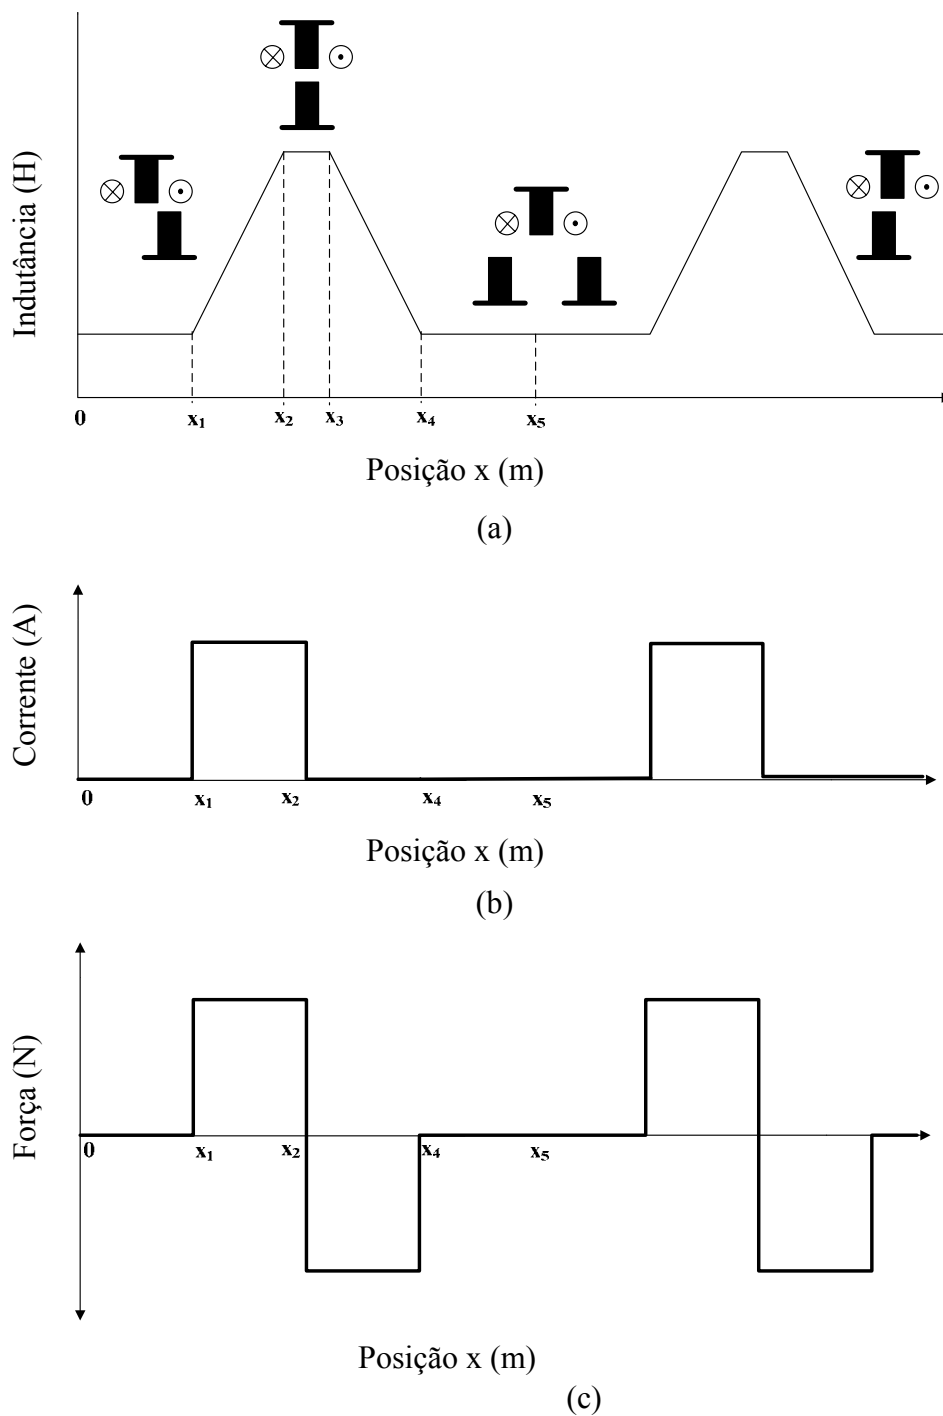 Indutância (H)
0 x1 x2 x3 x4 x5
Posição x (m)
(a)
Corrente (A)
0 x1 x2 x4 x5
Posição x (m)
(b)
Força (N)
0 x1 x2 x4 x5
Posição x (m)
(c)